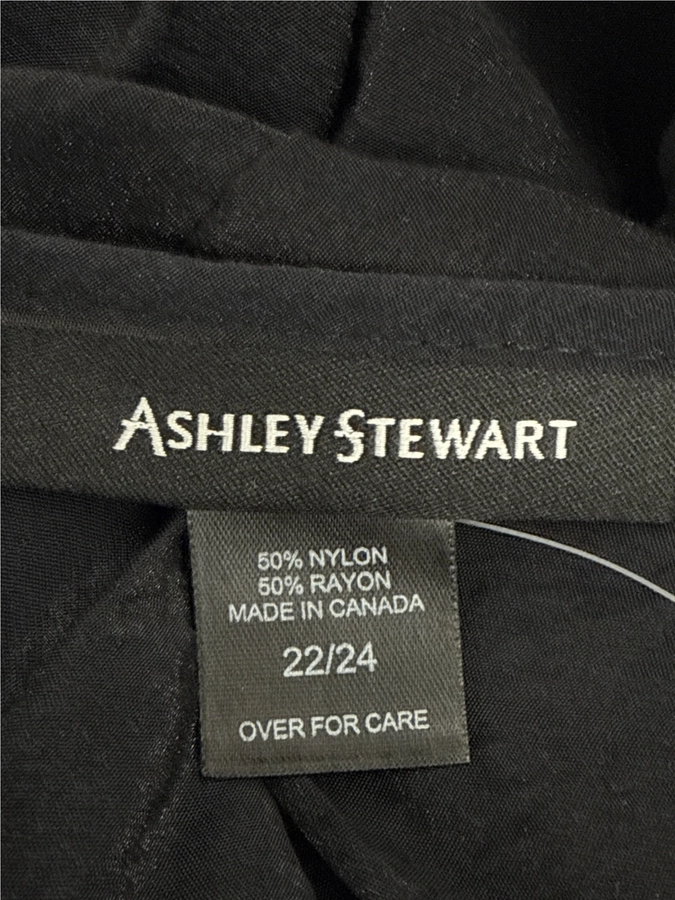 ASHLEY STEWART
50% NYLON
50% RAYON
MADE IN CANADA
22/24
OVER FOR CARE